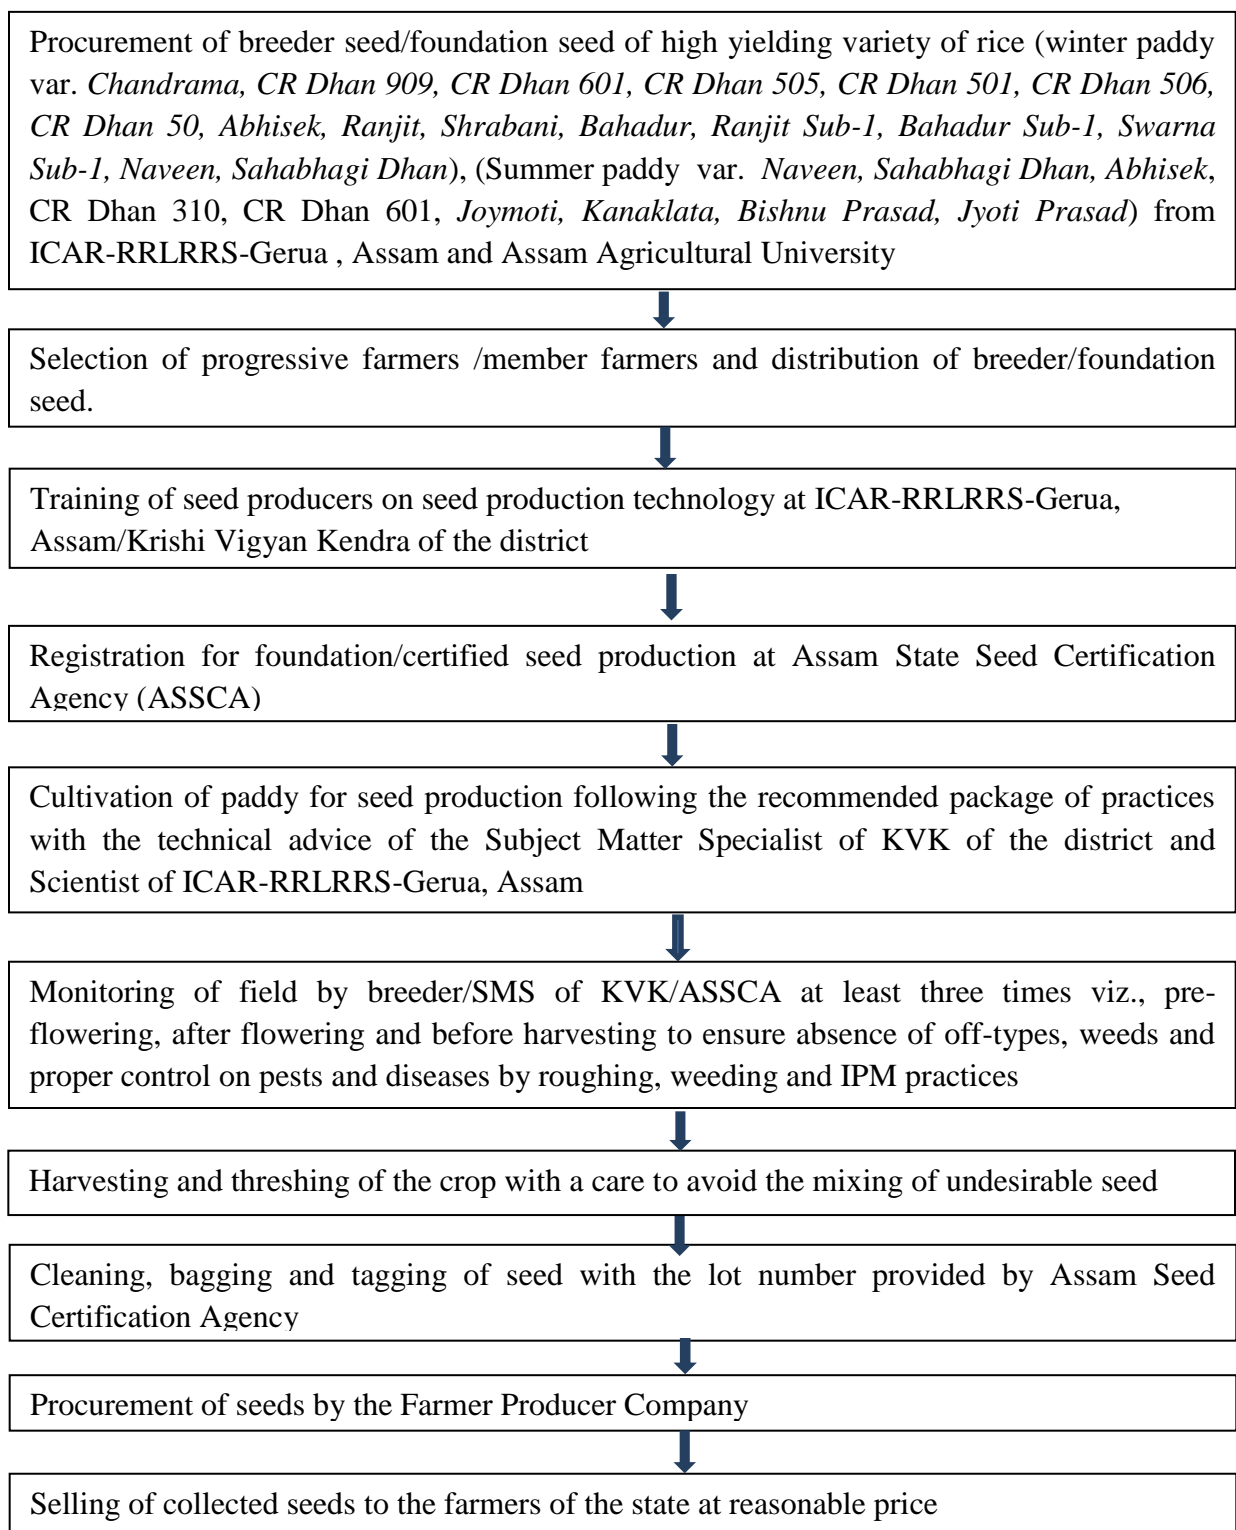 Procurement of breeder seed/foundation seed of high yielding variety of rice (winter paddy
var. Chandrama, CR Dhan 909, CR Dhan 601, CR Dhan 505, CR Dhan 501, CR Dhan 506,
CR Dhan 50, Abhisek, Ranjit, Shrabani, Bahadur, Ranjit Sub-1, Bahadur Sub-1, Swarna
Sub-1, Naveen, Sahabhagi Dhan), (Summer paddy var. Naveen, Sahabhagi Dhan, Abhisek,
CR Dhan 310, CR Dhan 601, Joymoti, Kanaklata, Bishnu Prasad, Jyoti Prasad) from
ICAR-RRLRRS-Gerua , Assam and Assam Agricultural University
Selection of progressive farmers /member farmers and distribution of breeder/foundation
seed.
Training of seed producers on seed production technology at ICAR-RRLRRS-Gerua,
Assam/Krishi Vigyan Kendra of the district
Registration for foundation/certified seed production at Assam State Seed Certification
Agency (ASSCA)
Cultivation of paddy for seed production following the recommended package of practices
with the technical advice of the Subject Matter Specialist of KVK of the district and
Scientist of ICAR-RRLRRS-Gerua, Assam
Monitoring of field by breeder/SMS of KVK/ASSCA at least three times viz., pre-
flowering, after flowering and before harvesting to ensure absence of off-types, weeds and
proper control on pests and diseases by roughing, weeding and IPM practices
Harvesting and threshing of the crop with a care to avoid the mixing of undesirable seed
Cleaning, bagging and tagging of seed with the lot number provided by Assam Seed
Certification Agency
Procurement of seeds by the Farmer Producer Company
Selling of collected seeds to the farmers of the state at reasonable price